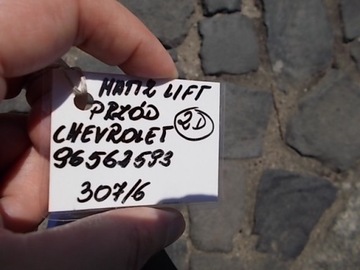 MATIZ LIFT
PRZÓD
CHEVROLET 2D
96562593
307/6